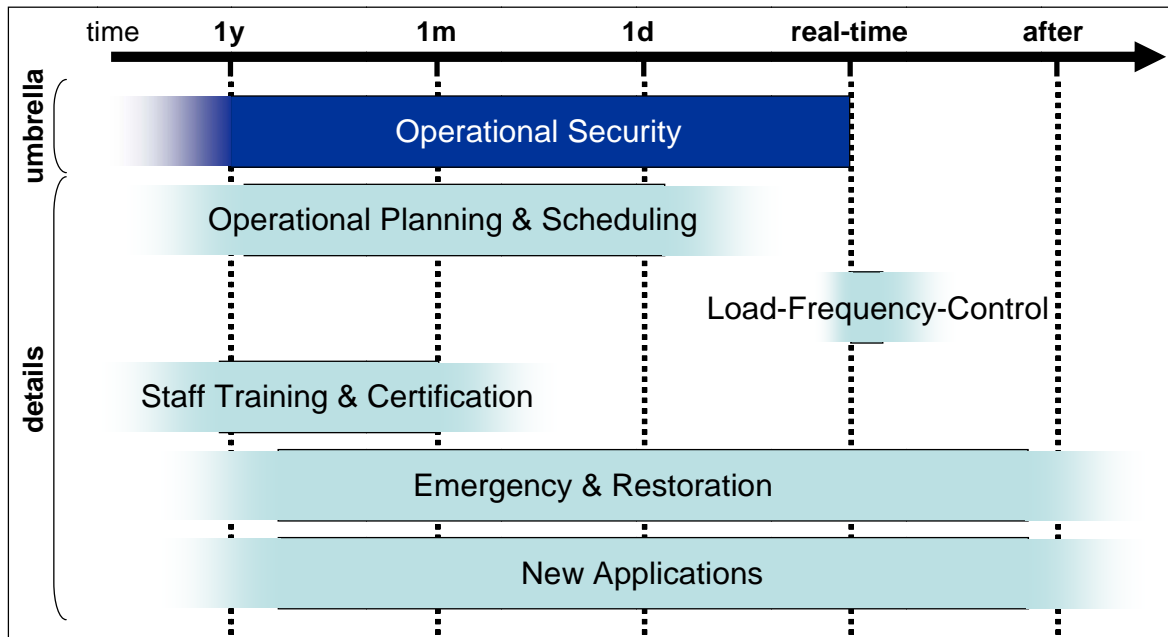 time 1y 1m 1d real-time after
umbrella
Operational Security
details
Operational Planning & Scheduling
Load-Frequency-Control
Staff Training & Certification
Emergency & Restoration
New Applications